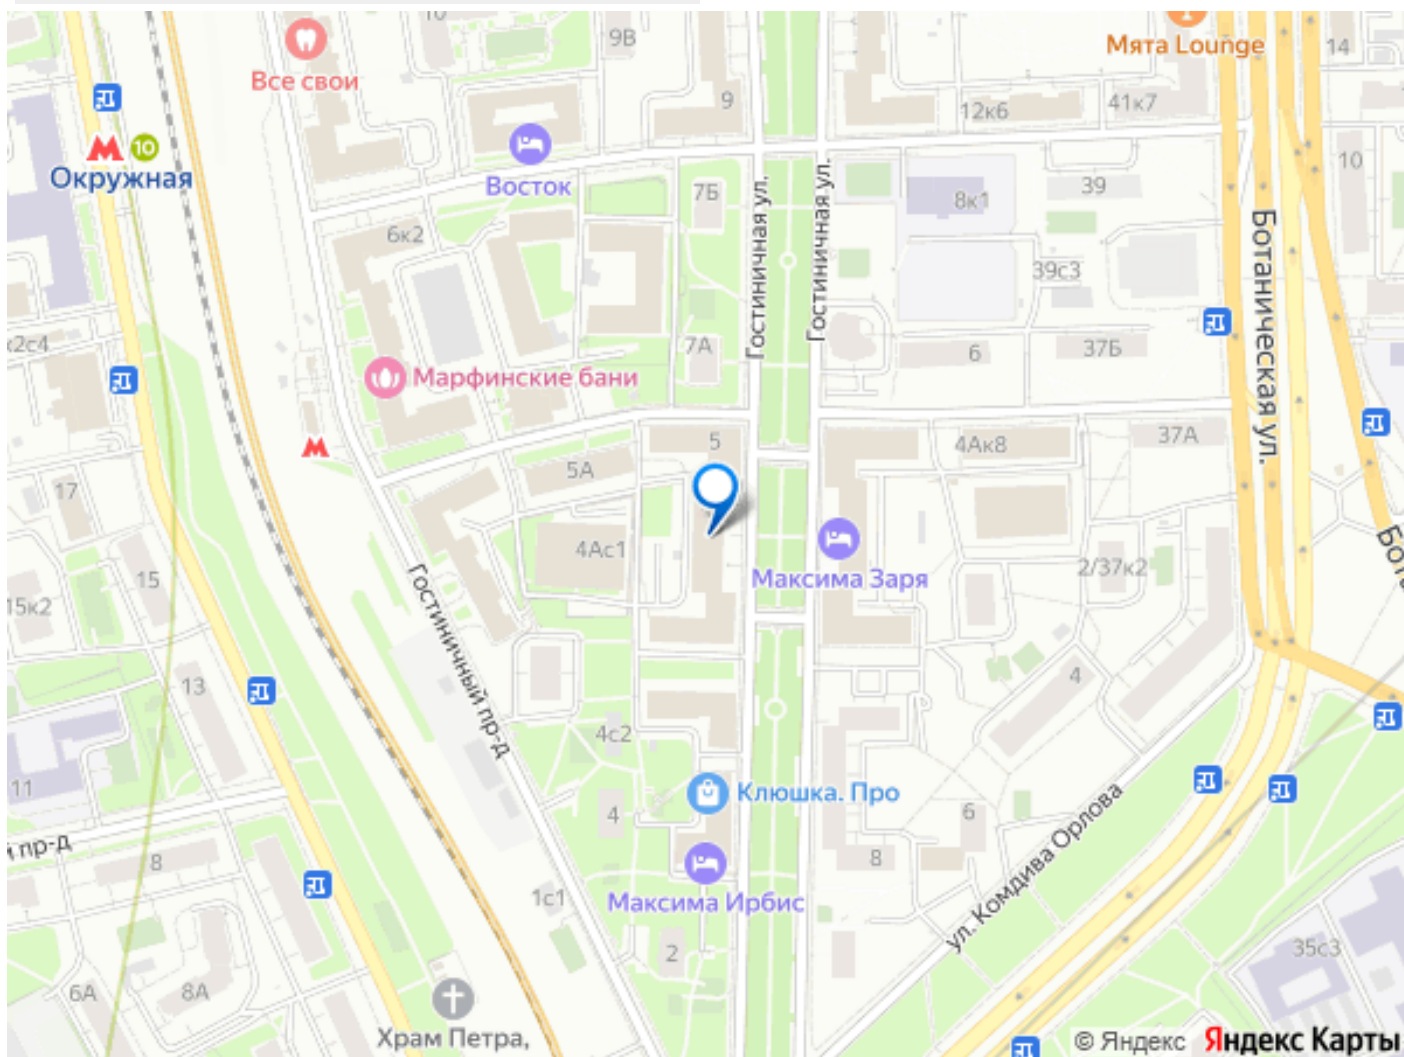 10
9В
Мята Lounge
14
Все свои
9
12к6
41к7
М 10
Окружная
Восток
7Б
Гостиничная ул.
Гостиничная ул.
8к1
39
10
Ботаническая ул.
6к2
39с3
2с4
7А
6
37Б
Марфинские бани
М
5
4Ак8
37А
5А
17
4Ас1
Максима Заря
2/37к2
15
15к2
Гостиничный пр-д
13
4
4с2
11
Клюшка. Про
4
6
ул. Комдива Орлова
пр-д
8
8
Максима Ирбис
1с1
2
35с3
6А
8А
Храм Петра,
© Яндекс Яндекс Карты